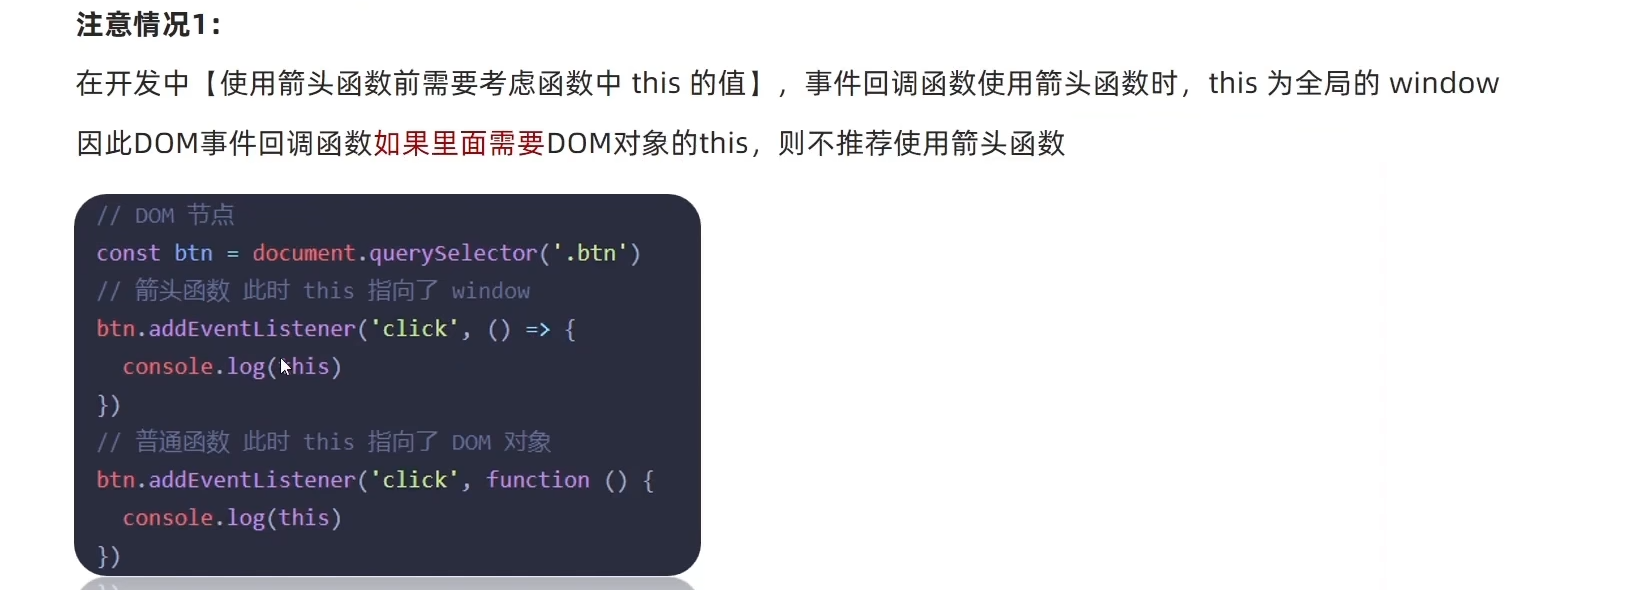 注意情况1:
在开发中【使用箭头函数前需要考虑函数中 this 的值】，事件回调函数使用箭头函数时，this 为全局的 window
因此DOM事件回调函数如果里面需要DOM对象的this，则不推荐使用箭头函数
// DOM 节点
const btn = document.querySelector('.btn')
// 箭头函数 此时 this 指向了 window
btn.addEventListener('click', () => {
  console.log(this)
})
// 普通函数 此时 this 指向了 DOM 对象
btn.addEventListener('click', function () {
  console.log(this)
})